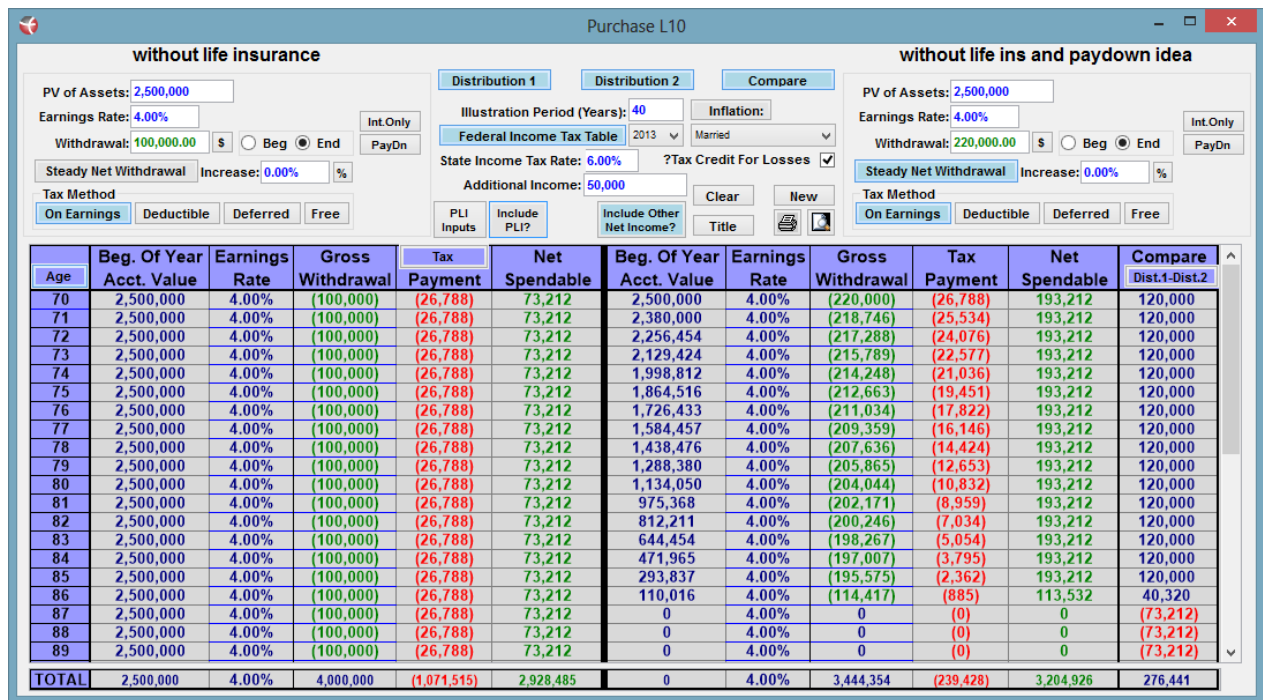 Purchase L10
without life insurance
without life ins and paydown idea
Distribution 1 Distribution 2 Compare
PV of Assets: 2,500,000
Earnings Rate: 4.00% Int.Only
Withdrawal: 100,000.00 $ Beg End PayDn
Steady Net Withdrawal Increase: 0.00% %
Tax Method
On Earnings Deductible Deferred Free
Illustration Period (Years): 40 Inflation:
Federal Income Tax Table 2013 Married
State Income Tax Rate: 6.00% ?Tax Credit For Losses
Additional Income: 50,000 Clear New
PLI Inputs Include PLI? Include Other Net Income? Title
PV of Assets: 2,500,000
Earnings Rate: 4.00% Int.Only
Withdrawal: 220,000.00 $ Beg End PayDn
Steady Net Withdrawal Increase: 0.00% %
Tax Method
On Earnings Deductible Deferred Free
Beg. Of Year Earnings Gross Tax Net Beg. Of Year Earnings Gross Tax Net Compare
Age Acct. Value Rate Withdrawal Payment Spendable Acct. Value Rate Withdrawal Payment Spendable Dist.1-Dist.2
70 2,500,000 4.00% (100,000) (26,788) 73,212 2,500,000 4.00% (220,000) (26,788) 193,212 120,000
71 2,500,000 4.00% (100,000) (26,788) 73,212 2,380,000 4.00% (218,746) (25,534) 193,212 120,000
72 2,500,000 4.00% (100,000) (26,788) 73,212 2,256,454 4.00% (217,288) (24,076) 193,212 120,000
73 2,500,000 4.00% (100,000) (26,788) 73,212 2,129,424 4.00% (215,789) (22,577) 193,212 120,000
74 2,500,000 4.00% (100,000) (26,788) 73,212 1,998,812 4.00% (214,248) (21,036) 193,212 120,000
75 2,500,000 4.00% (100,000) (26,788) 73,212 1,864,516 4.00% (212,663) (19,451) 193,212 120,000
76 2,500,000 4.00% (100,000) (26,788) 73,212 1,726,433 4.00% (211,034) (17,822) 193,212 120,000
77 2,500,000 4.00% (100,000) (26,788) 73,212 1,584,457 4.00% (209,359) (16,146) 193,212 120,000
78 2,500,000 4.00% (100,000) (26,788) 73,212 1,438,476 4.00% (207,636) (14,424) 193,212 120,000
79 2,500,000 4.00% (100,000) (26,788) 73,212 1,288,380 4.00% (205,865) (12,653) 193,212 120,000
80 2,500,000 4.00% (100,000) (26,788) 73,212 1,134,050 4.00% (204,044) (10,832) 193,212 120,000
81 2,500,000 4.00% (100,000) (26,788) 73,212 975,368 4.00% (202,171) (8,959) 193,212 120,000
82 2,500,000 4.00% (100,000) (26,788) 73,212 812,211 4.00% (200,246) (7,034) 193,212 120,000
83 2,500,000 4.00% (100,000) (26,788) 73,212 644,454 4.00% (198,267) (5,054) 193,212 120,000
84 2,500,000 4.00% (100,000) (26,788) 73,212 471,965 4.00% (197,007) (3,795) 193,212 120,000
85 2,500,000 4.00% (100,000) (26,788) 73,212 293,837 4.00% (195,575) (2,362) 193,212 120,000
86 2,500,000 4.00% (100,000) (26,788) 73,212 110,016 4.00% (114,417) (885) 113,532 40,320
87 2,500,000 4.00% (100,000) (26,788) 73,212 0 4.00% 0 (0) 0 (73,212)
88 2,500,000 4.00% (100,000) (26,788) 73,212 0 4.00% 0 (0) 0 (73,212)
89 2,500,000 4.00% (100,000) (26,788) 73,212 0 4.00% 0 (0) 0 (73,212)
TOTAL 2,500,000 4.00% 4,000,000 (1,071,515) 2,928,485 0 4.00% 3,444,354 (239,428) 3,204,926 276,441